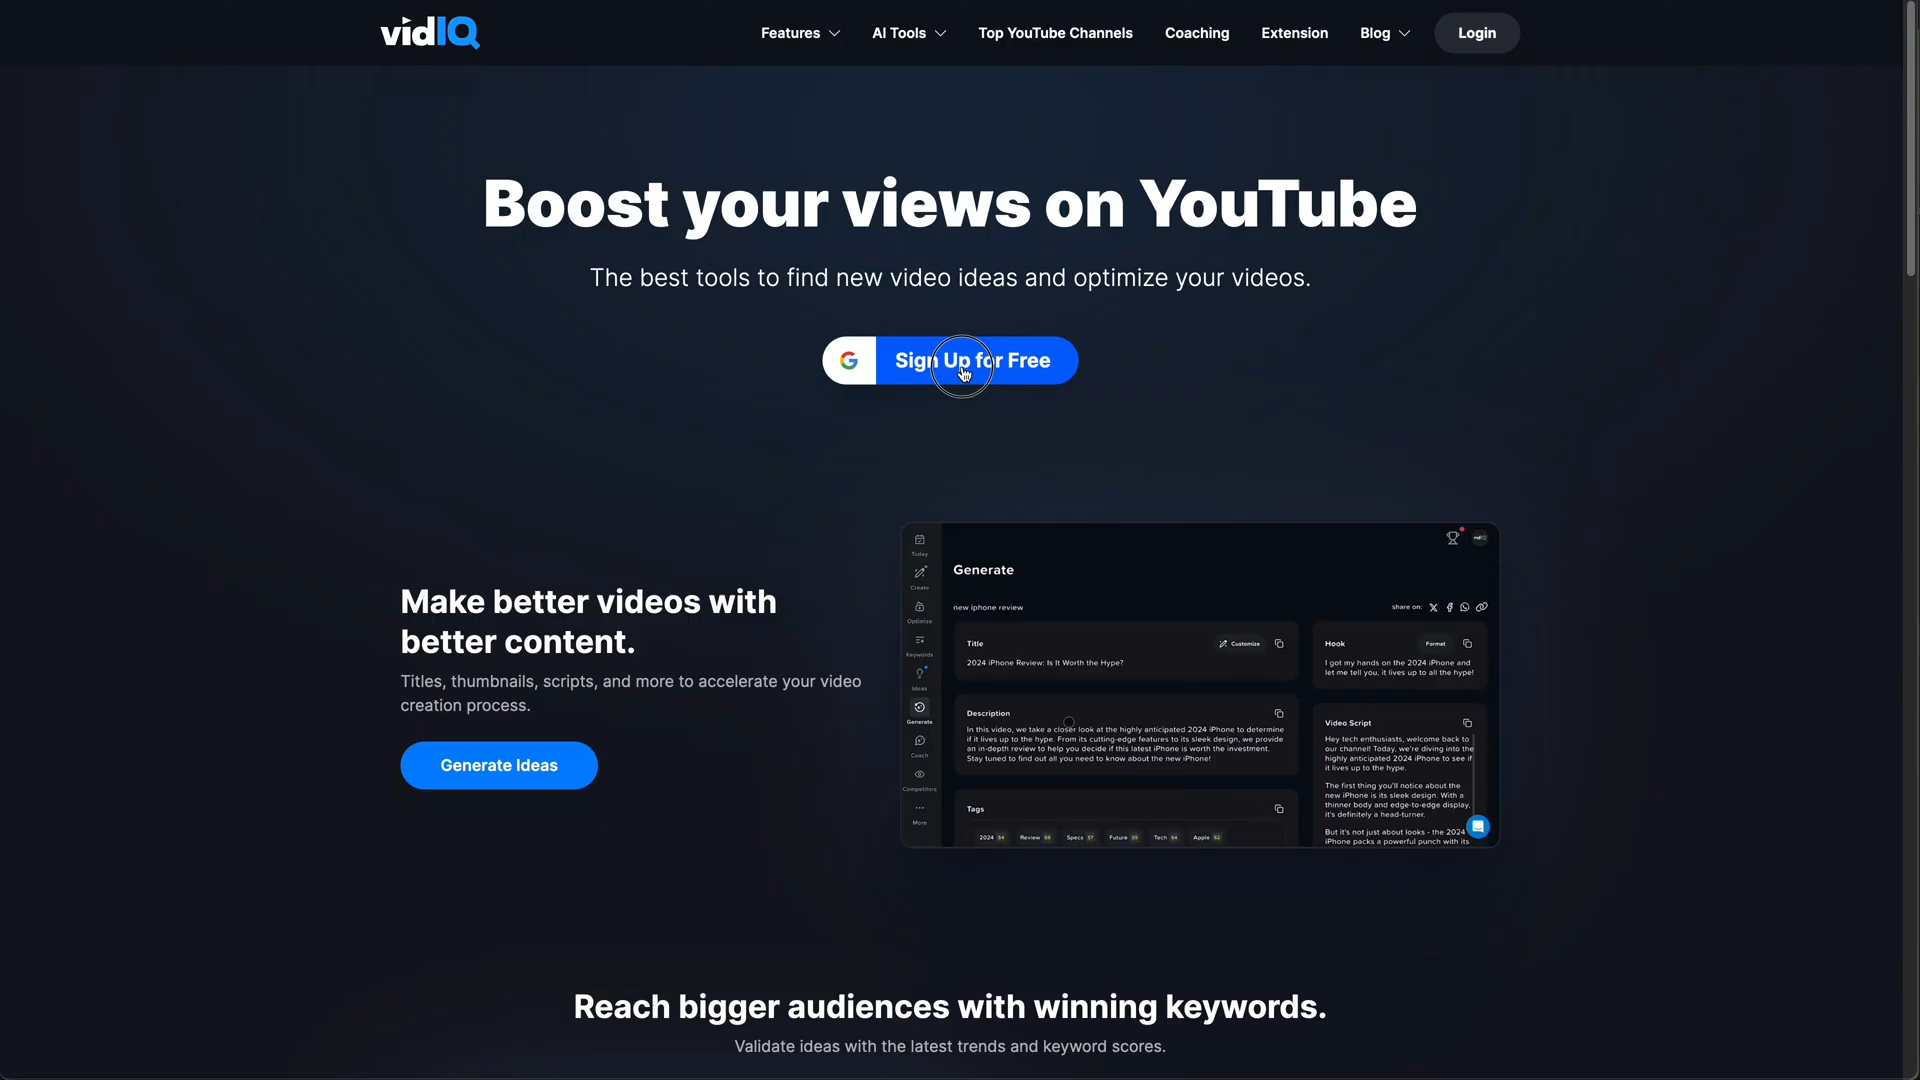 vidIQ
Features
AI Tools
Top YouTube Channels
Coaching
Extension
Blog
Login
Boost your views on YouTube
The best tools to find new video ideas and optimize your videos.
G Sign Up for Free
Make better videos with
better content.
Titles, thumbnails, scripts, and more to accelerate your video
creation process.
Generate Ideas
Today
Create
Optimize
Keywords
Ideas
Generate
Coach
Competitors
More
vidIQ
Generate
new iphone review
share on:
Title
Customize
2024 iPhone Review: Is It Worth the Hype?
Description
In this video, we take a closer look at the highly anticipated 2024 iPhone to determine
if it lives up to the hype. From its cutting-edge features to its sleek design, we provide
an in-depth review to help you decide if this latest iPhone is worth the investment.
Stay tuned to find out all you need to know about the new iPhone!
Tags
2024 54 Review 59 Specs 57 Future 55 Tech 54 Apple 52
Hook
Format
I got my hands on the 2024 iPhone and
let me tell you, it lives up to all the hype!
Video Script
Hey tech enthusiasts, welcome back to
our channel! Today, we're diving into the
highly anticipated 2024 iPhone to see if
it lives up to the hype.
The first thing you'll notice about the
new iPhone is its sleek design. With a
thinner body and edge-to-edge display,
it's definitely a head-turner.
But it's not just about looks - the 2024
iPhone packs a powerful punch with its
Reach bigger audiences with winning keywords.
Validate ideas with the latest trends and keyword scores.